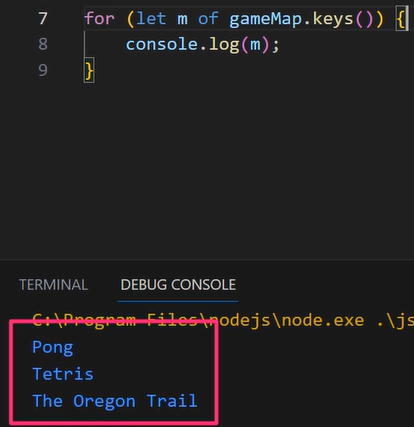 7 for (let m of gameMap.keys()) {
8 console.log(m);
9 }
TERMINAL DEBUG CONSOLE
C:\Program Files\nodejs\node.exe .\js
Pong
Tetris
The Oregon Trail